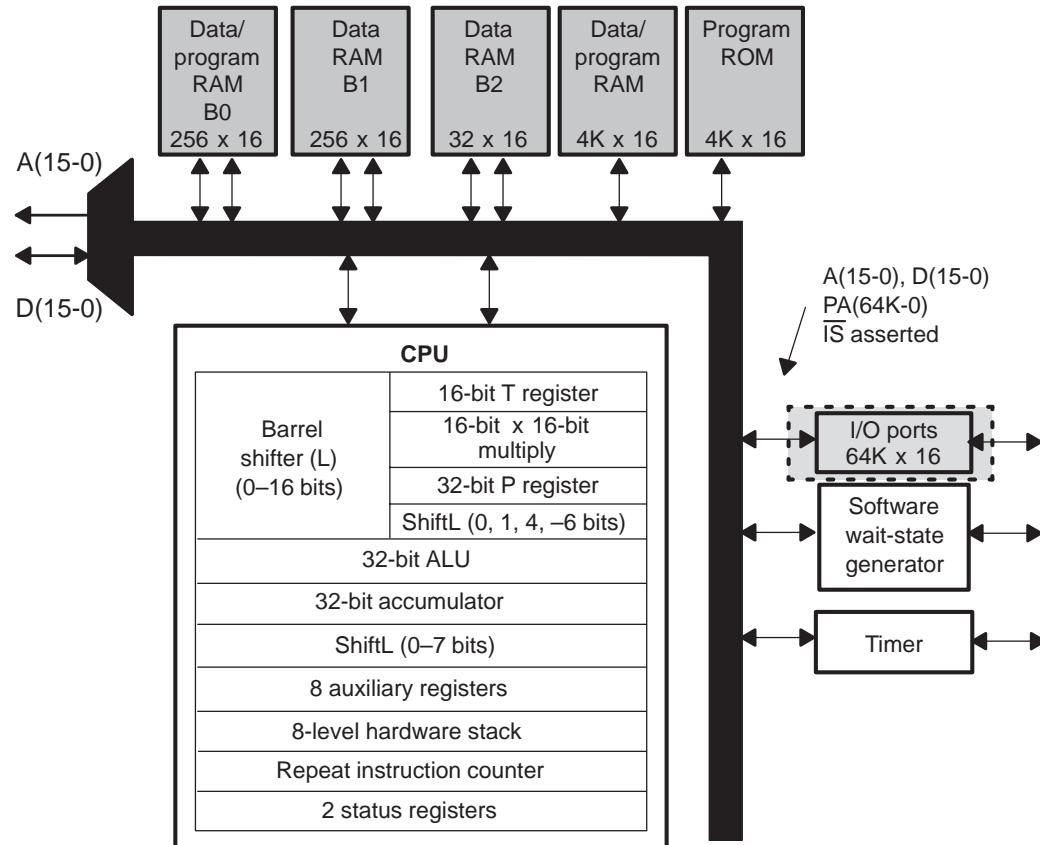 Data/
program
RAM
B0
256 x 16
Data
RAM
B1
256 x 16
Data
RAM
B2
32 x 16
Data/
program
RAM
4K x 16
Program
ROM
4K x 16
A(15-0)
D(15-0)
A(15-0), D(15-0)
PA(64K-0)
I̅S̅ asserted
CPU
Barrel
shifter (L)
(0–16 bits)
16-bit T register
16-bit x 16-bit
multiply
32-bit P register
ShiftL (0, 1, 4, –6 bits)
32-bit ALU
32-bit accumulator
ShiftL (0–7 bits)
8 auxiliary registers
8-level hardware stack
Repeat instruction counter
2 status registers
I/O ports
64K x 16
Software
wait-state
generator
Timer